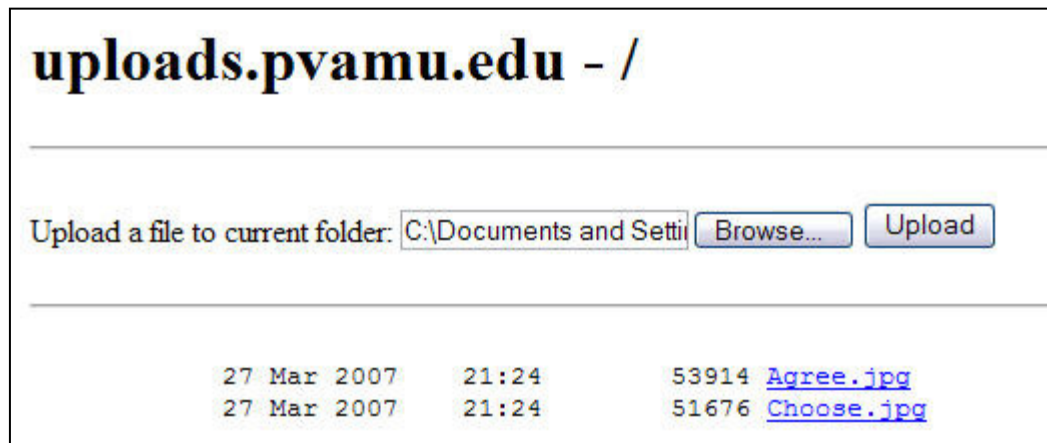 uploads.pvamu.edu - /
Upload a file to current folder: C:\Documents and Setti Browse... Upload
27 Mar 2007 21:24 53914 Agree.jpg
27 Mar 2007 21:24 51676 Choose.jpg